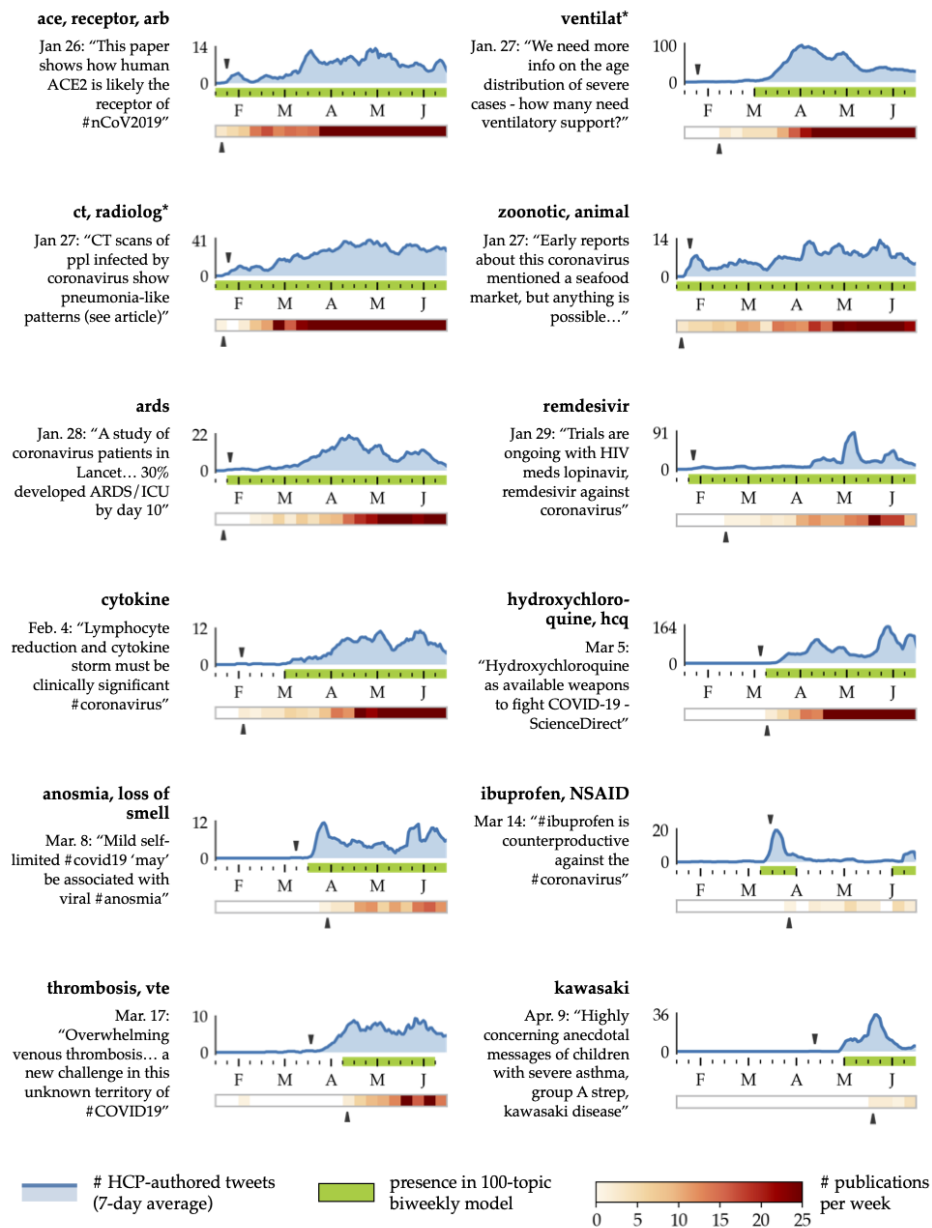 ace, receptor, arb
Jan 26: “This paper
shows how human
ACE2 is likely the
receptor of
#nCoV2019”
14
0
F M A M J
ventilat*
Jan. 27: “We need more
info on the age
distribution of severe
cases - how many need
ventilatory support?”
100
0
F M A M J
ct, radiolog*
Jan 27: “CT scans of
ppl infected by
coronavirus show
pneumonia-like
patterns (see article)”
41
0
F M A M J
zoonotic, animal
Jan 27: “Early reports
about this coronavirus
mentioned a seafood
market, but anything is
possible…”
14
0
F M A M J
ards
Jan. 28: “A study of
coronavirus patients in
Lancet… 30%
developed ARDS/ICU
by day 10”
22
0
F M A M J
remdesivir
Jan 29: “Trials are
ongoing with HIV
meds lopinavir,
remdesivir against
coronavirus”
91
0
F M A M J
cytokine
Feb. 4: “Lymphocyte
reduction and cytokine
storm must be
clinically significant
#coronavirus”
12
0
F M A M J
hydroxychloro-
quine, hcq
Mar 5:
“Hydroxychloroquine
as available weapons
to fight COVID-19 -
ScienceDirect”
164
0
F M A M J
anosmia, loss of
smell
Mar. 8: “Mild self-
limited #covid19 ‘may’
be associated with
viral #anosmia”
12
0
F M A M J
ibuprofen, NSAID
Mar 14: “#ibuprofen is
counterproductive
against the
#coronavirus”
20
0
F M A M J
thrombosis, vte
Mar. 17:
“Overwhelming
venous thrombosis… a
new challenge in this
unknown territory of
#COVID19”
10
0
F M A M J
kawasaki
Apr. 9: “Highly
concerning anecdotal
messages of children
with severe asthma,
group A strep,
kawasaki disease”
36
0
F M A M J
# HCP-authored tweets
(7-day average)
presence in 100-topic
biweekly model
# publications
per week
0 5 10 15 20 25